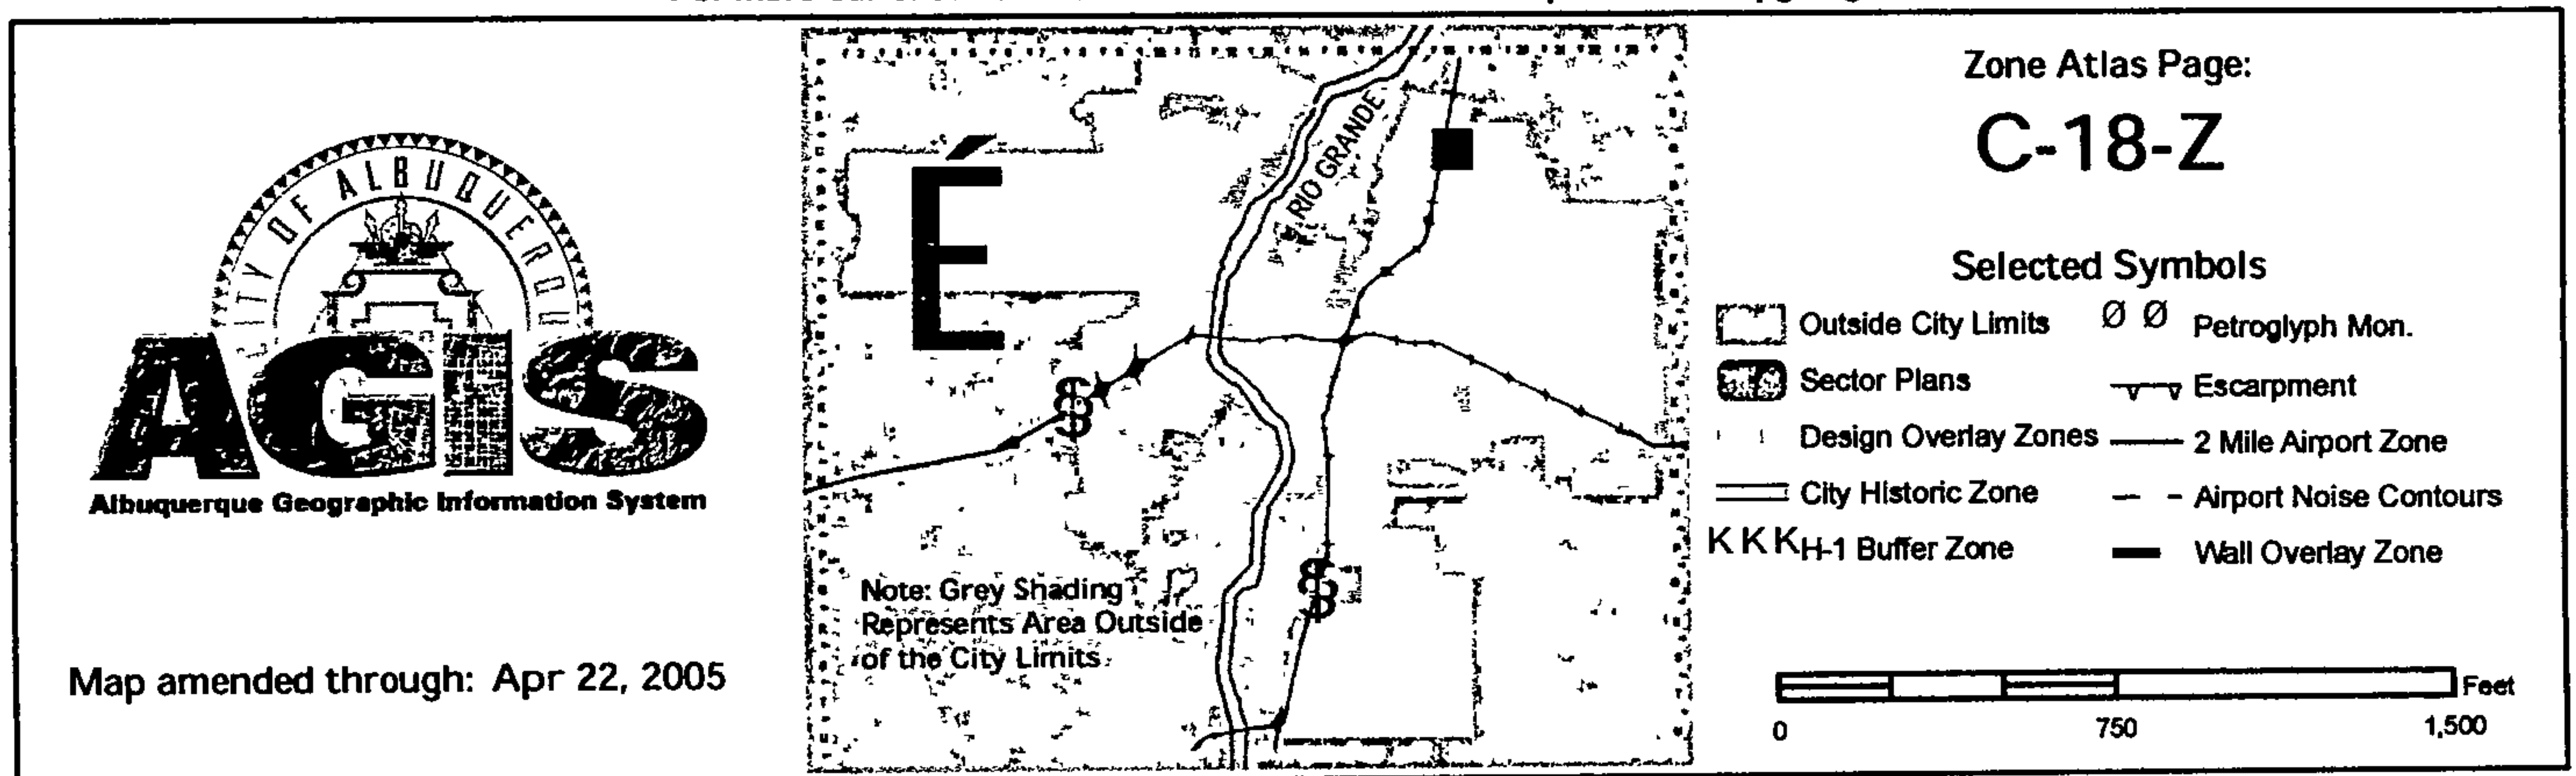 CITY OF ALBUQUERQUE
AGIS
Albuquerque Geographic Information System
Map amended through: Apr 22, 2005
É
RIO GRANDE
Note: Grey Shading
Represents Area Outside
of the City Limits
Zone Atlas Page:
C-18-Z
Selected Symbols
Outside City Limits
Ø Ø Petroglyph Mon.
Sector Plans
Escarpment
Design Overlay Zones
2 Mile Airport Zone
City Historic Zone
Airport Noise Contours
K K K H-1 Buffer Zone
Wall Overlay Zone
Feet
0 750 1,500